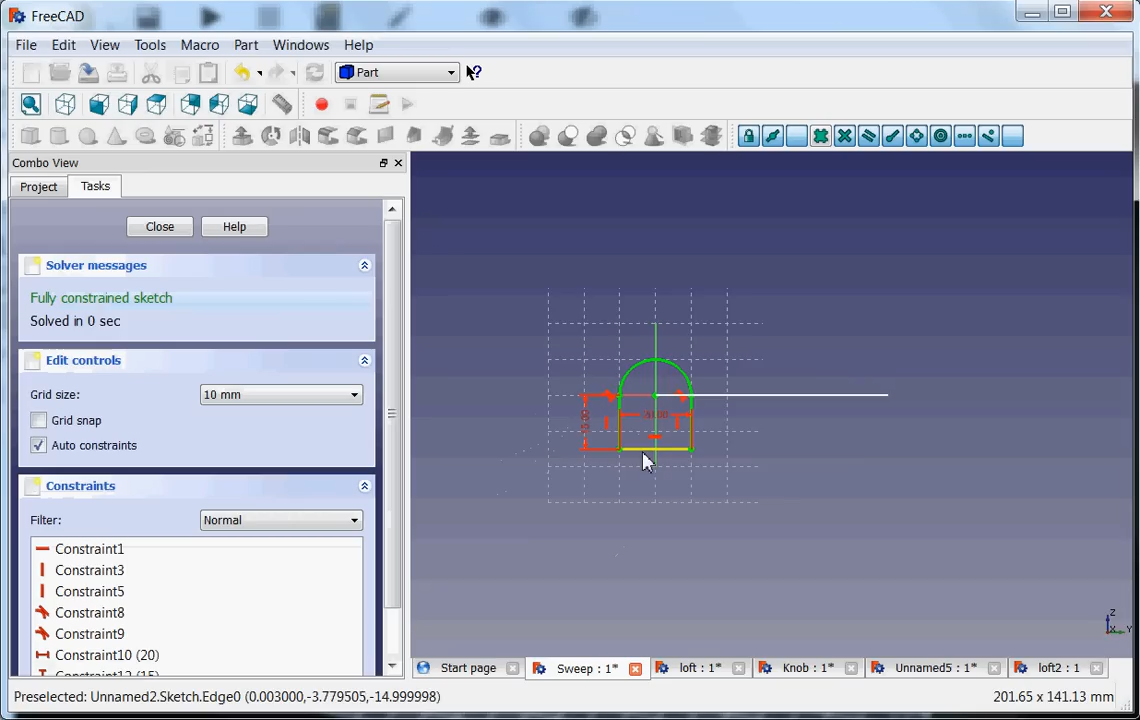 FreeCAD
File Edit View Tools Macro Part Windows Help
Part
Combo View
Project Tasks
Close Help
Solver messages
Fully constrained sketch
Solved in 0 sec
Edit controls
Grid size: 10 mm
Grid snap
Auto constraints
Constraints
Filter: Normal
Constraint1
Constraint3
Constraint5
Constraint8
Constraint9
Constraint10 (20)
Z
X Y
Start page Sweep : 1* loft : 1* Knob : 1* Unnamed5 : 1* loft2 : 1
Preselected: Unnamed2.Sketch.Edge0 (0.003000,-3.779505,-14.999998) 201.65 x 141.13 mm